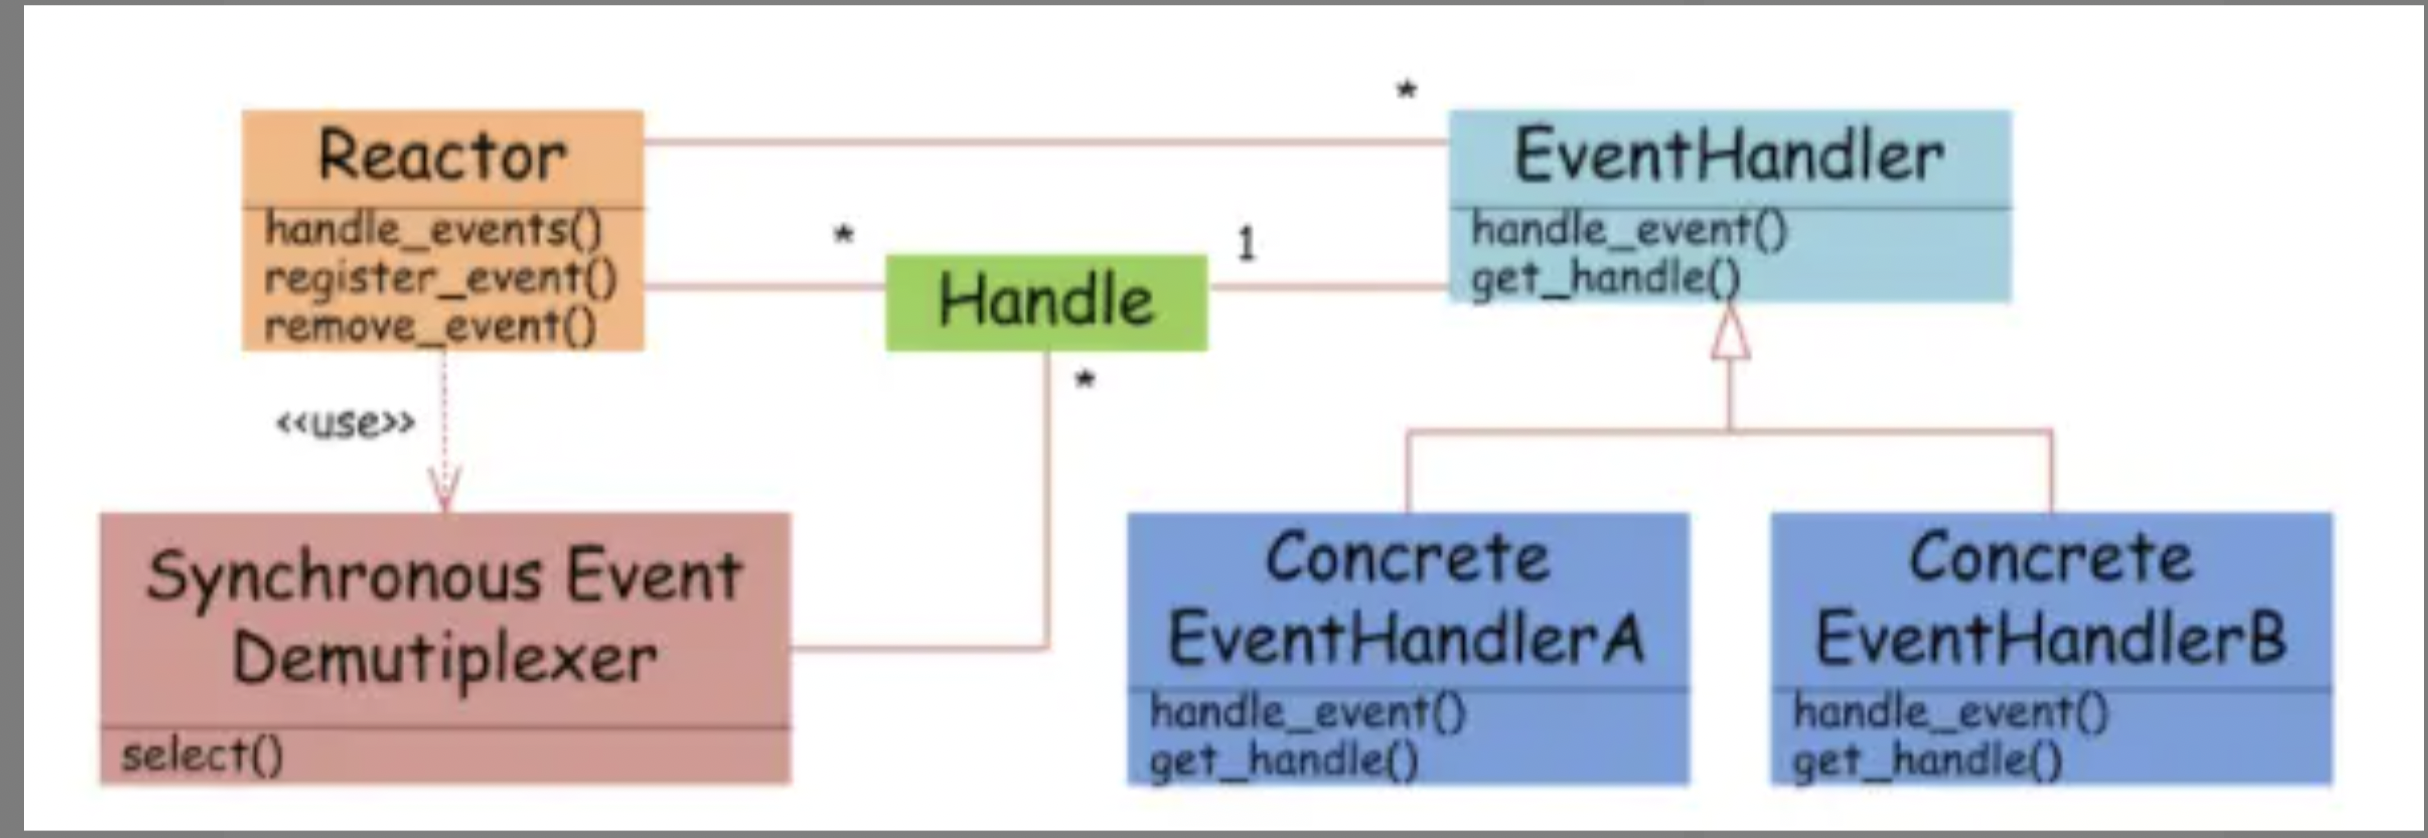 *
Reactor
handle_events()
register_event()
remove_event()
EventHandler
handle_event()
get_handle()
*
Handle
1
*
<<use>>
Synchronous Event
Demutiplexer
select()
Concrete
EventHandlerA
handle_event()
get_handle()
Concrete
EventHandlerB
handle_event()
get_handle()